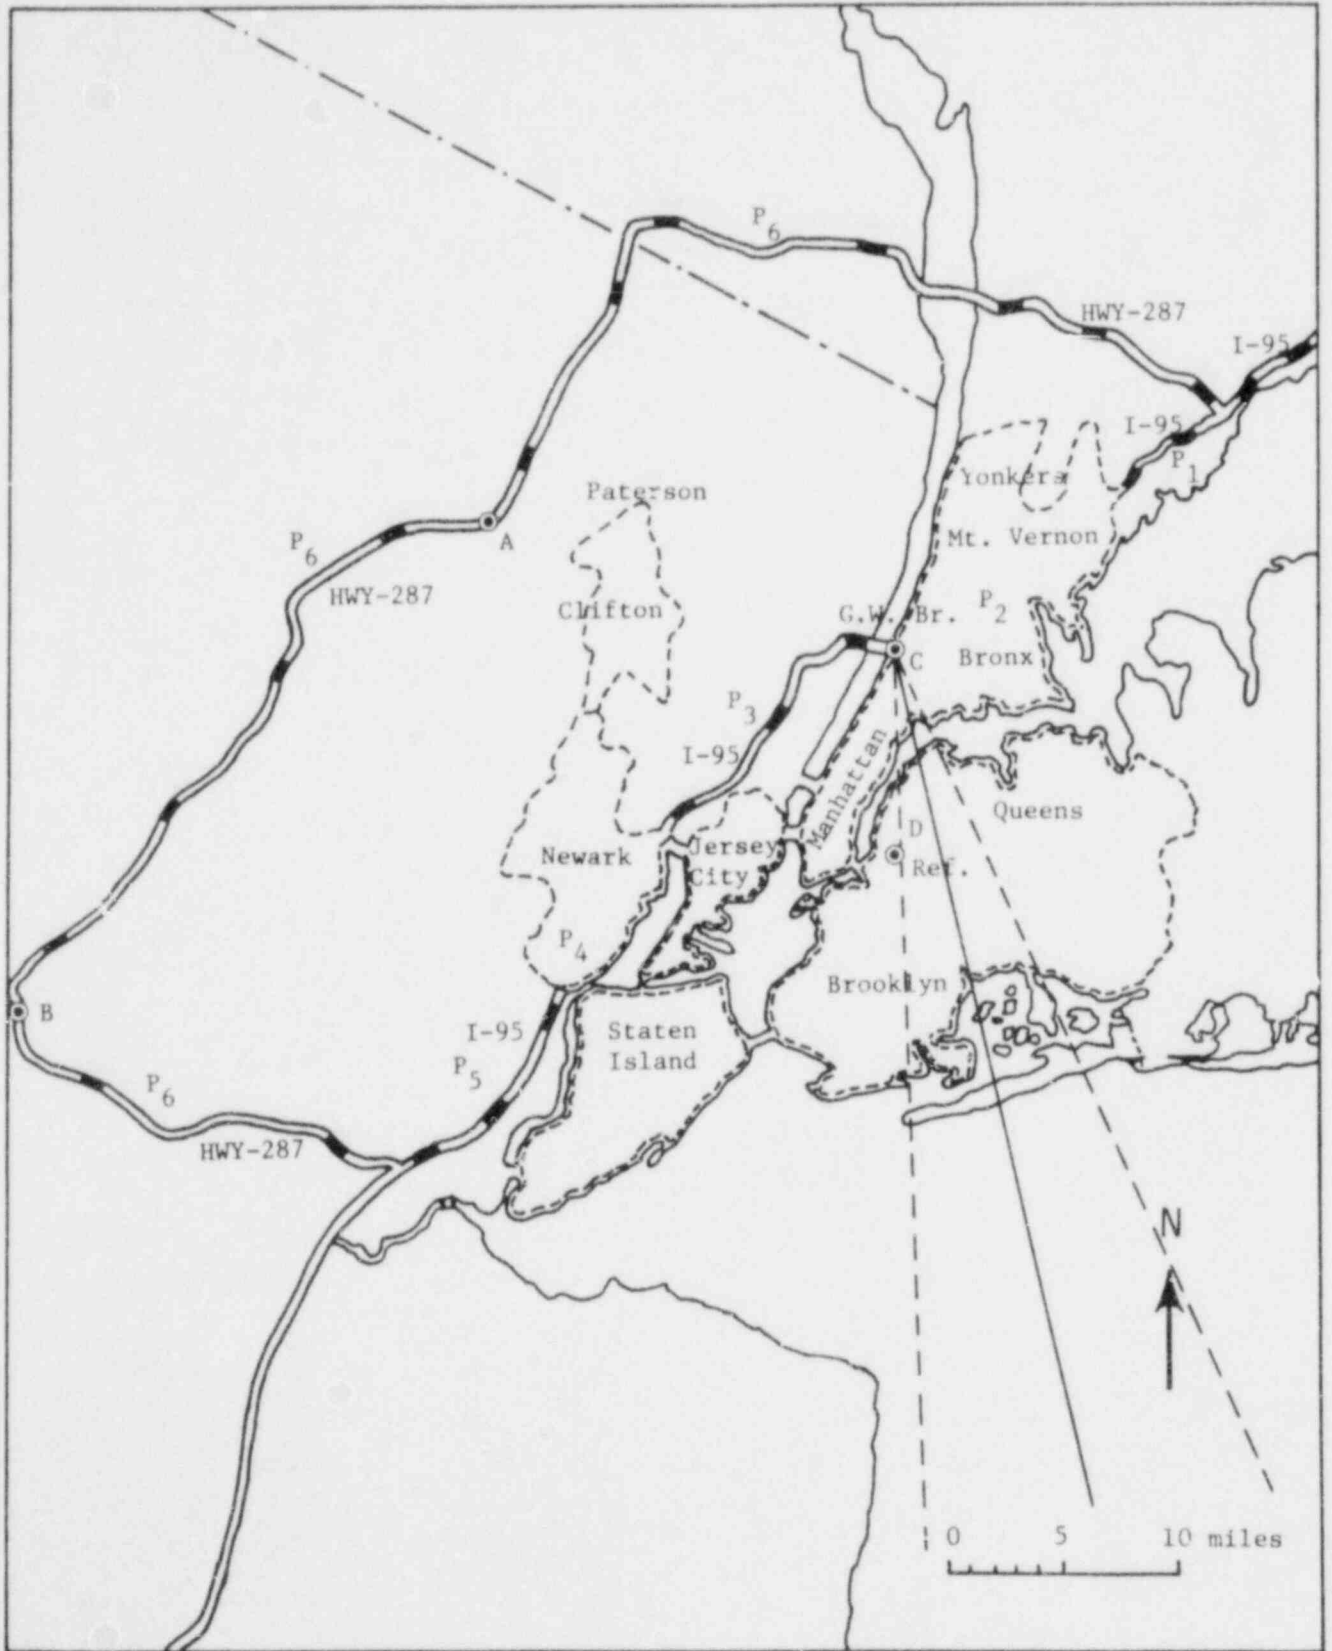 P6
HWY-287
I-95
I-95
P1
Yonkers
Paterson
A
Mt. Vernon
P6
HWY-287
Clifton
G.W. Br.
P2
C
Bronx
P3
I-95
Manhattan
Queens
D
Ref.
Newark
Jersey
City
P4
Brooklyn
B
I-95
Staten
Island
P5
P6
HWY-287
N
0 5 10 miles